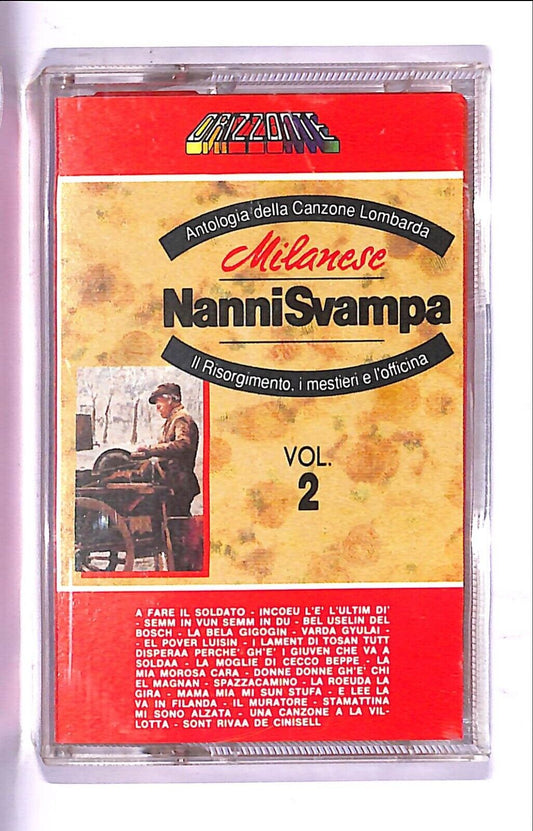 ORIZZONTE
Antologia della Canzone Lombarda
Milanese
NanniSvampa
Il Risorgimento, i mestieri e l'officina
VOL.
2
A FARE IL SOLDATO - INCOEU L'E' L'ULTIM DI'
- SEMM IN VUN SEMM IN DU - BEL USELIN DEL
BOSCH - LA BELA GIGOGIN - VARDA GYULAI -
- EL POVER LUISIN - I LAMENT DI TOSAN TUTT
DISPERAA PERCHE' GH'E' I GIUVEN CHE VA A
SOLDAA - LA MOGLIE DI CECCO BEPPE - LA
MIA MOROSA CARA - DONNE DONNE GH'E' CHI
EL MAGNAN - SPAZZACAMINO - LA ROEUDA LA
GIRA - MAMA MIA MI SUN STUFA - E LEE LA
VA IN FILANDA - IL MURATORE - STAMATTINA
MI SONO ALZATA - UNA CANZONE A LA VIL-
LOTTA - SONT RIVAA DE CINISELL